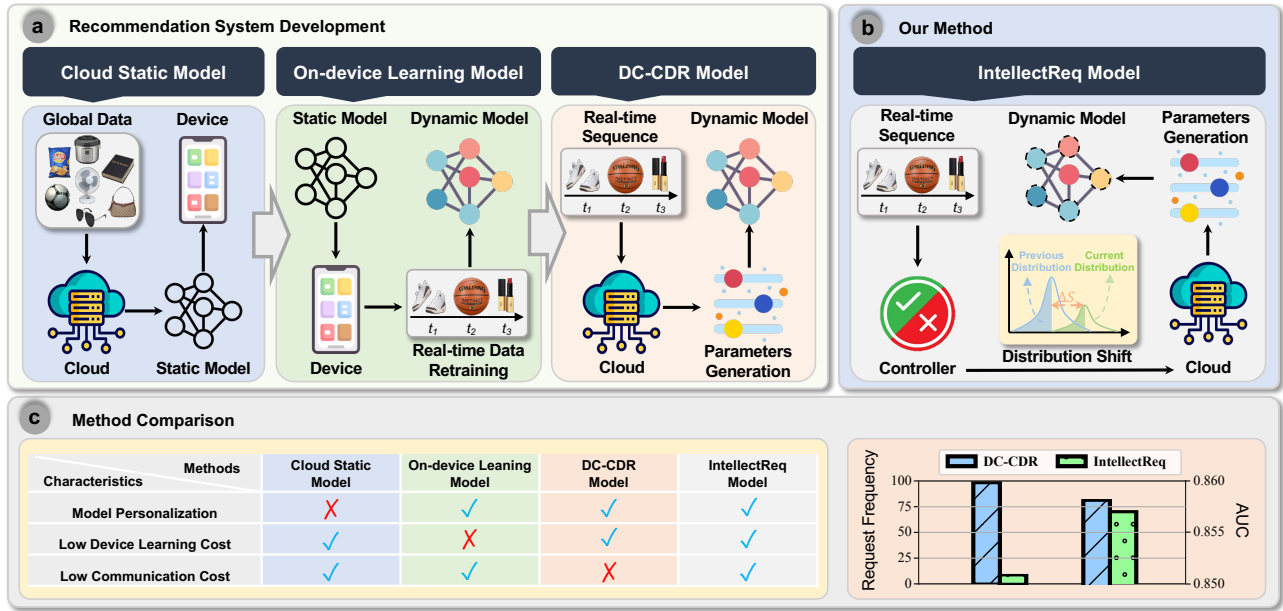 a Recommendation System Development
Cloud Static Model
Global Data
Device
Cloud
Static Model
On-device Learning Model
Static Model
Dynamic Model
Device
t1 t2 t3
Real-time Data
Retraining
DC-CDR Model
Real-time
Sequence
Dynamic Model
SPALDING
t1 t2 t3
Cloud
Parameters
Generation
b Our Method
IntellectReq Model
Real-time
Sequence
Dynamic Model
Parameters
Generation
SPALDING
t1 t2 t3
Previous
Distribution
Current
Distribution
ΔS
Distribution Shift
Controller
Cloud
c Method Comparison
Methods
Characteristics
Cloud Static
Model
On-device Leaning
Model
DC-CDR
Model
IntellectReq
Model
Model Personalization ✗ ✓ ✓ ✓
Low Device Learning Cost ✓ ✗ ✓ ✓
Low Communication Cost ✓ ✓ ✗ ✓
DC-CDR IntellectReq
Request Frequency
100
75
50
25
0
0.860
0.855
0.850
AUC